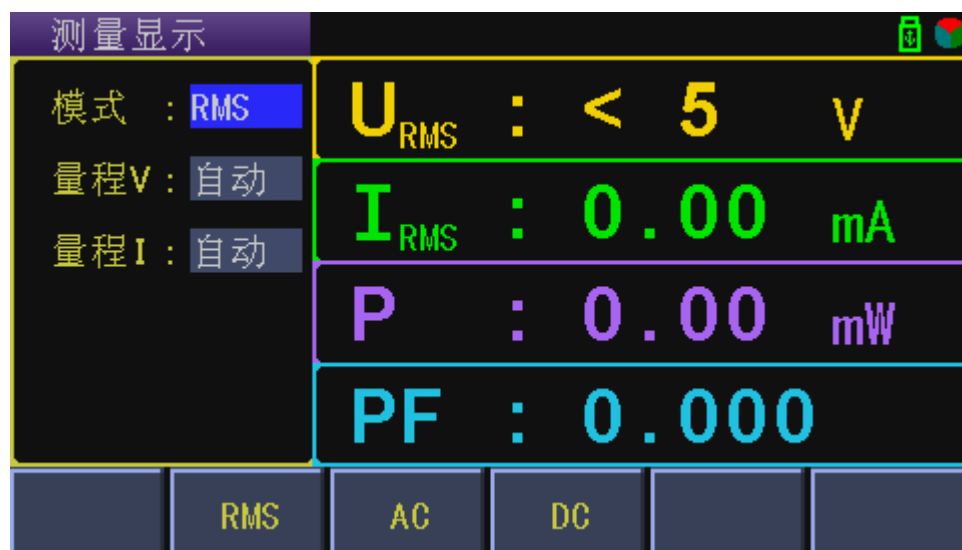 测量显示
模式 : RMS
量程V : 自动
量程I : 自动
URMS : < 5 V
IRMS : 0.00 mA
P : 0.00 mW
PF : 0.000
RMS AC DC